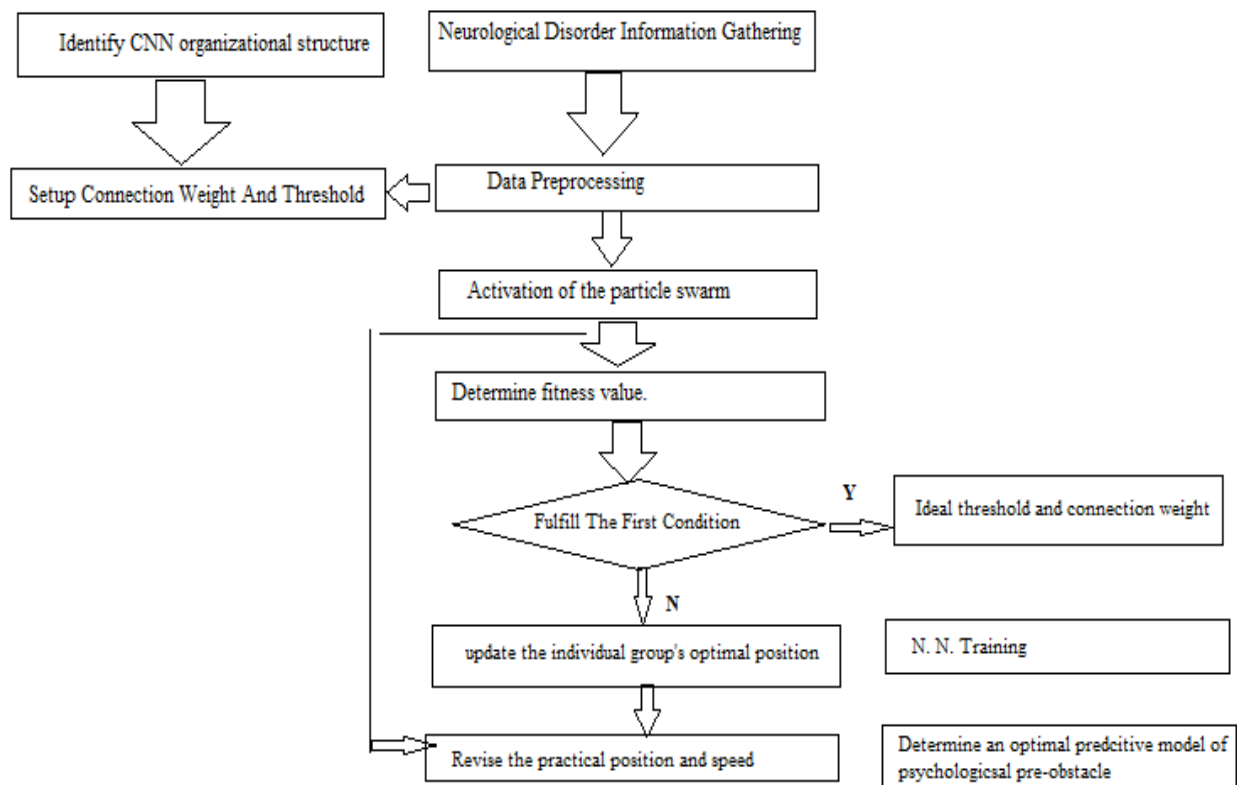 Identify CNN organizational structure
Neurological Disorder Information Gathering
Setup Connection Weight And Threshold
Data Preprocessing
Activation of the particle swarm
Determine fitness value.
Fulfill The First Condition
Y
Ideal threshold and connection weight
N
update the individual group's optimal position
N. N. Training
Revise the practical position and speed
Determine an optimal predcitive model of
psychologicsal pre-obstacle